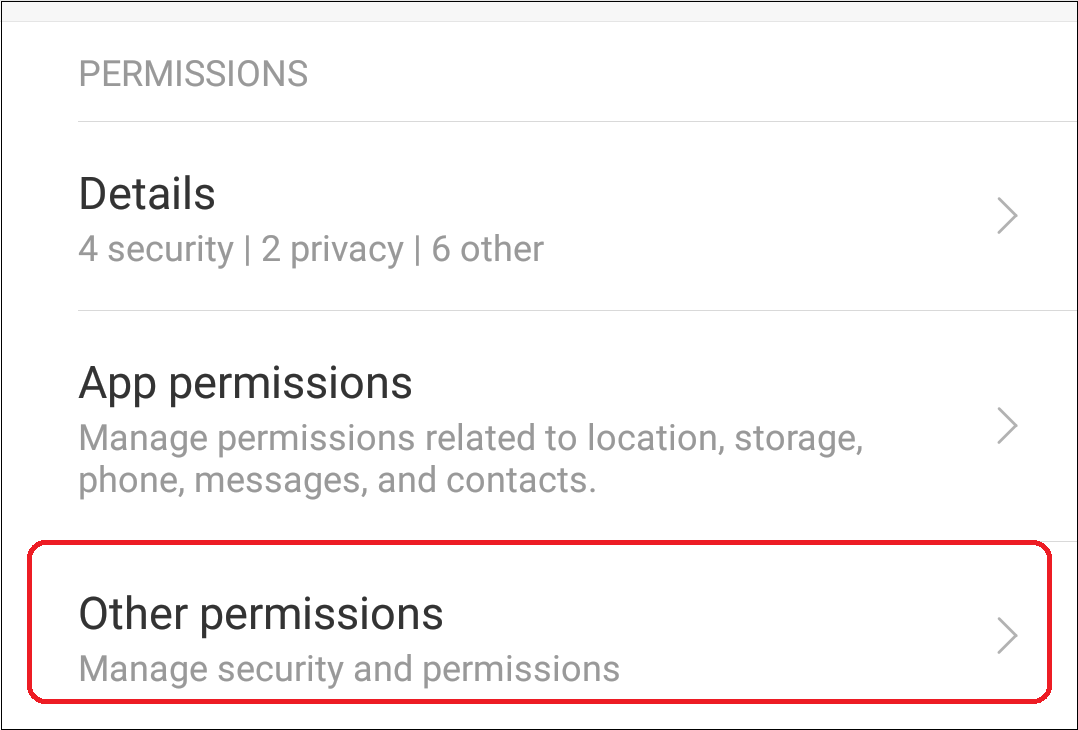 PERMISSIONS
Details
4 security | 2 privacy | 6 other
App permissions
Manage permissions related to location, storage,
phone, messages, and contacts.
Other permissions
Manage security and permissions